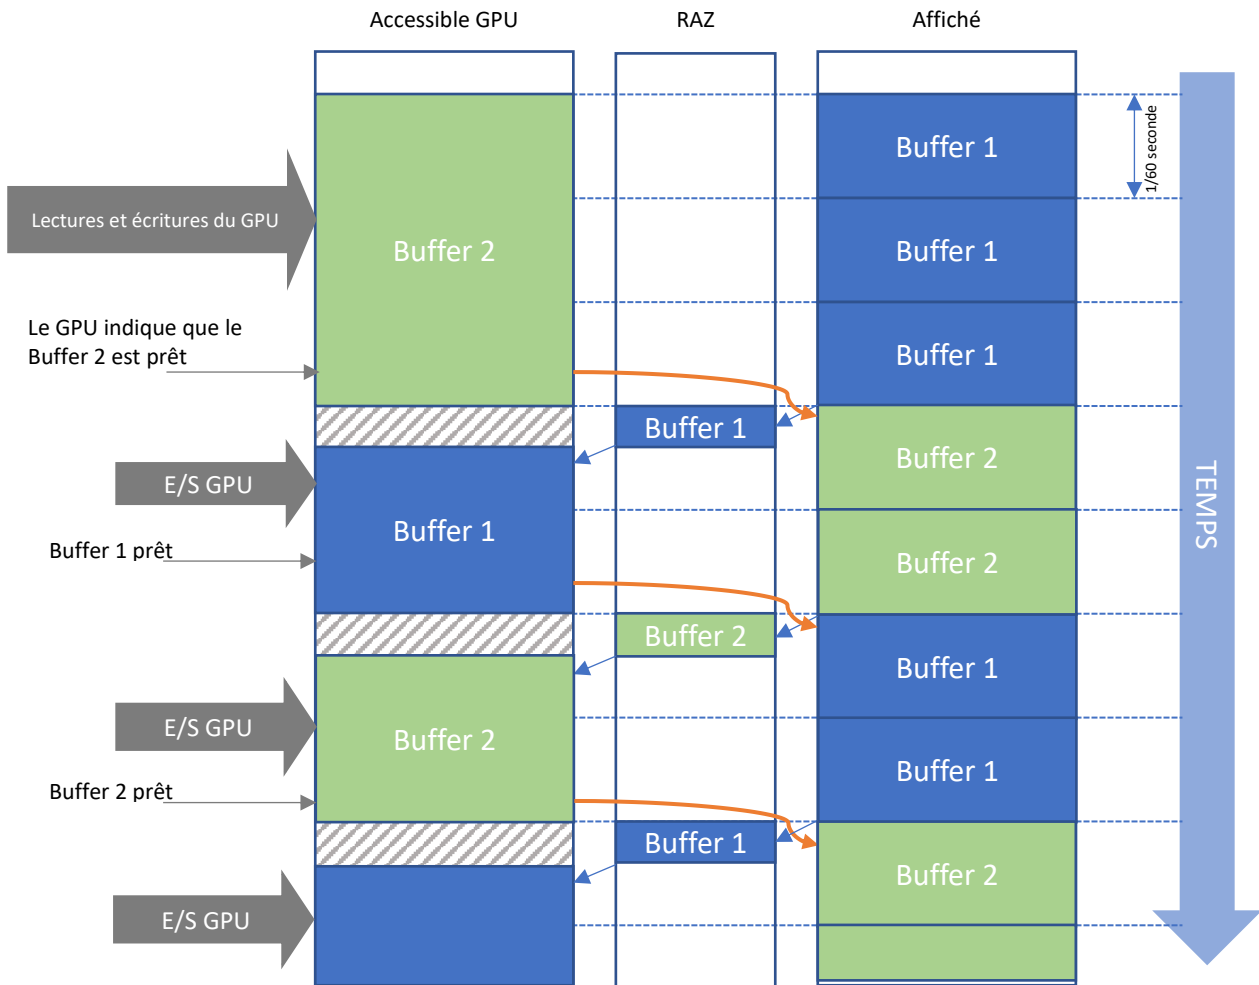 Accessible GPU
RAZ
Affiché
Buffer 1
1/60 seconde
Lectures et écritures du GPU
Buffer 2
Buffer 1
Le GPU indique que le
Buffer 2 est prêt
Buffer 1
Buffer 1
Buffer 2
E/S GPU
Buffer 1
TEMPS
Buffer 1 prêt
Buffer 2
Buffer 2
Buffer 1
E/S GPU
Buffer 2
Buffer 1
Buffer 2 prêt
Buffer 1
Buffer 2
E/S GPU